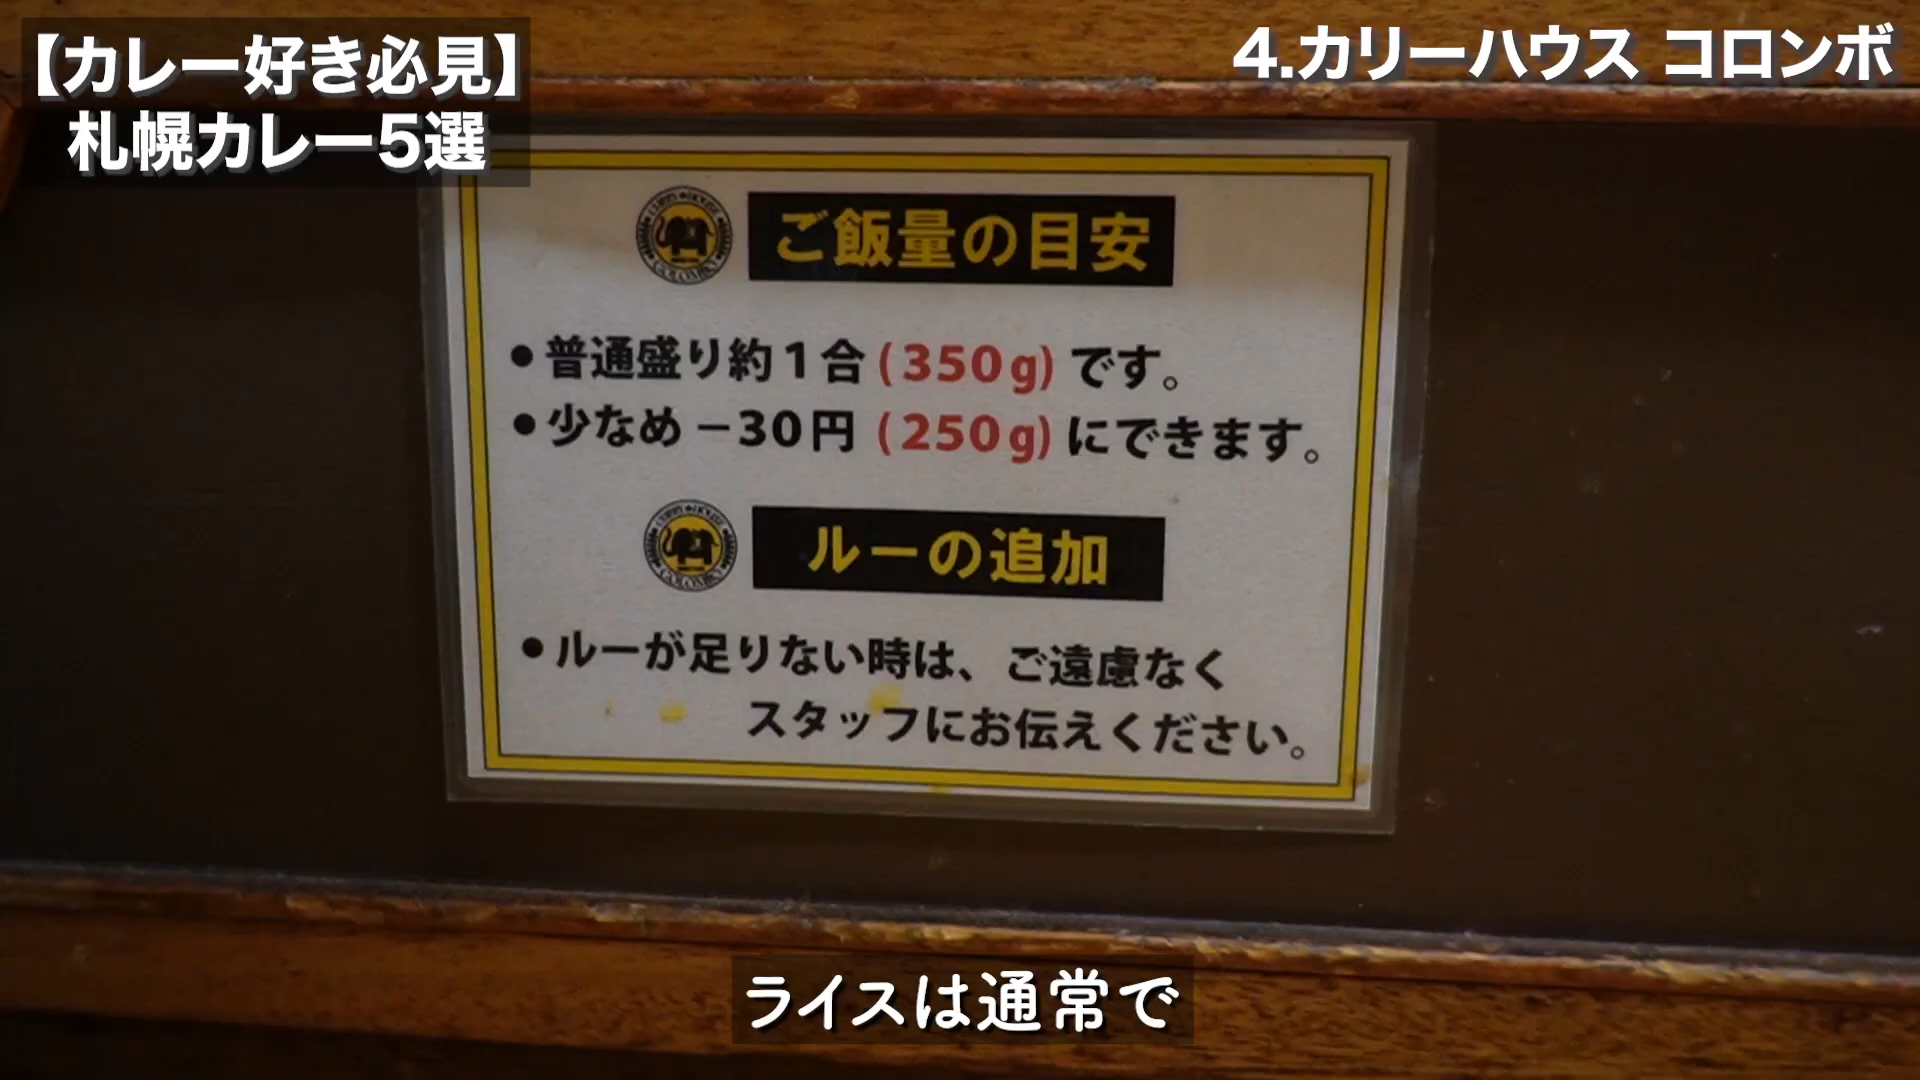 【カレー好き必見】
札幌カレー5選
4.カリーハウス コロンボ
ご飯量の目安
●普通盛り約1合(350g)です。
●少なめ－30円(250g)にできます。
ルーの追加
●ルーが足りない時は、ご遠慮なく
スタッフにお伝えください。
CURRY HOUSE
COLOMBO
ライスは通常で